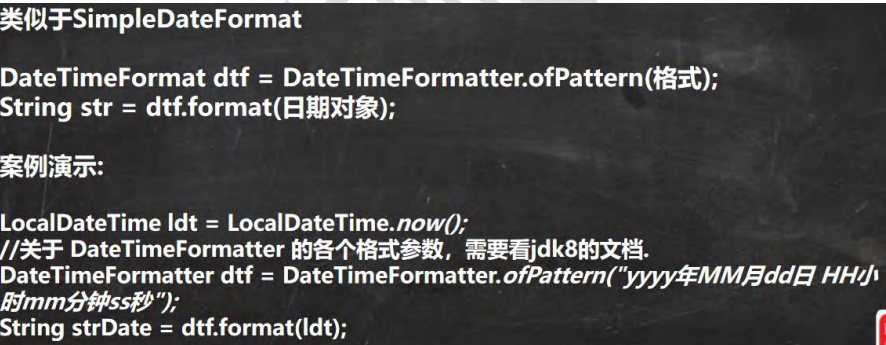 类似于SimpleDateFormat
DateTimeFormat dtf = DateTimeFormatter.ofPattern(格式);
String str = dtf.format(日期对象);
案例演示:
LocalDateTime ldt = LocalDateTime.now();
//关于 DateTimeFormatter 的各个格式参数，需要看jdk8的文档.
DateTimeFormatter dtf = DateTimeFormatter.ofPattern("yyyy年MM月dd日 HH小
时mm分钟ss秒");
String strDate = dtf.format(ldt);